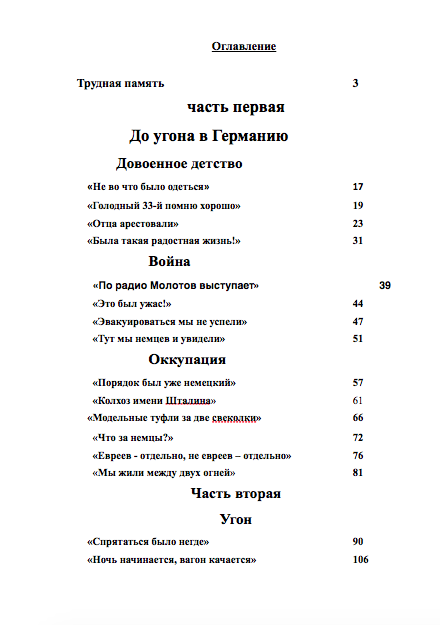 Оглавление
Трудная память 3
часть первая
До угона в Германию
Довоенное детство
«Не во что было одеться» 17
«Голодный 33-й помню хорошо» 19
«Отца арестовали» 23
«Была такая радостная жизнь!» 31
Война
«По радио Молотов выступает» 39
«Это был ужас!» 44
«Эвакуироваться мы не успели» 47
«Тут мы немцев и увидели» 51
Оккупация
«Порядок был уже немецкий» 57
«Колхоз имени Шталина» 61
«Модельные туфли за две свеколки» 66
«Что за немцы?» 72
«Евреев - отдельно, не евреев – отдельно» 76
«Мы жили между двух огней» 81
Часть вторая
Угон
«Спрятаться было негде» 90
«Ночь начинается, вагон качается» 106